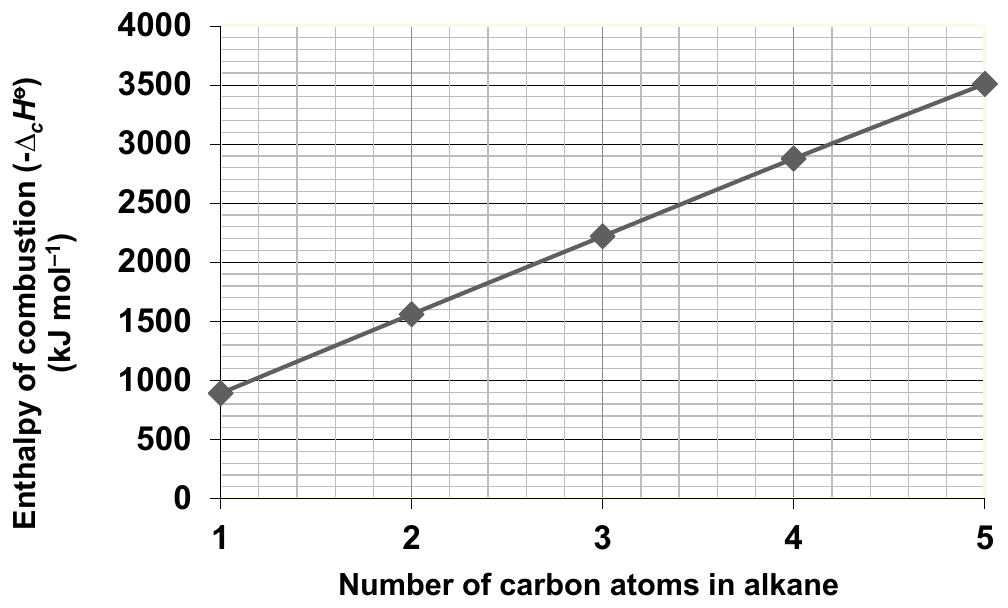 4000
3500
3000
2500
2000
1500
1000
500
0
Enthalpy of combustion (-ΔcH⦵)
(kJ mol⁻¹)
1 2 3 4 5
Number of carbon atoms in alkane